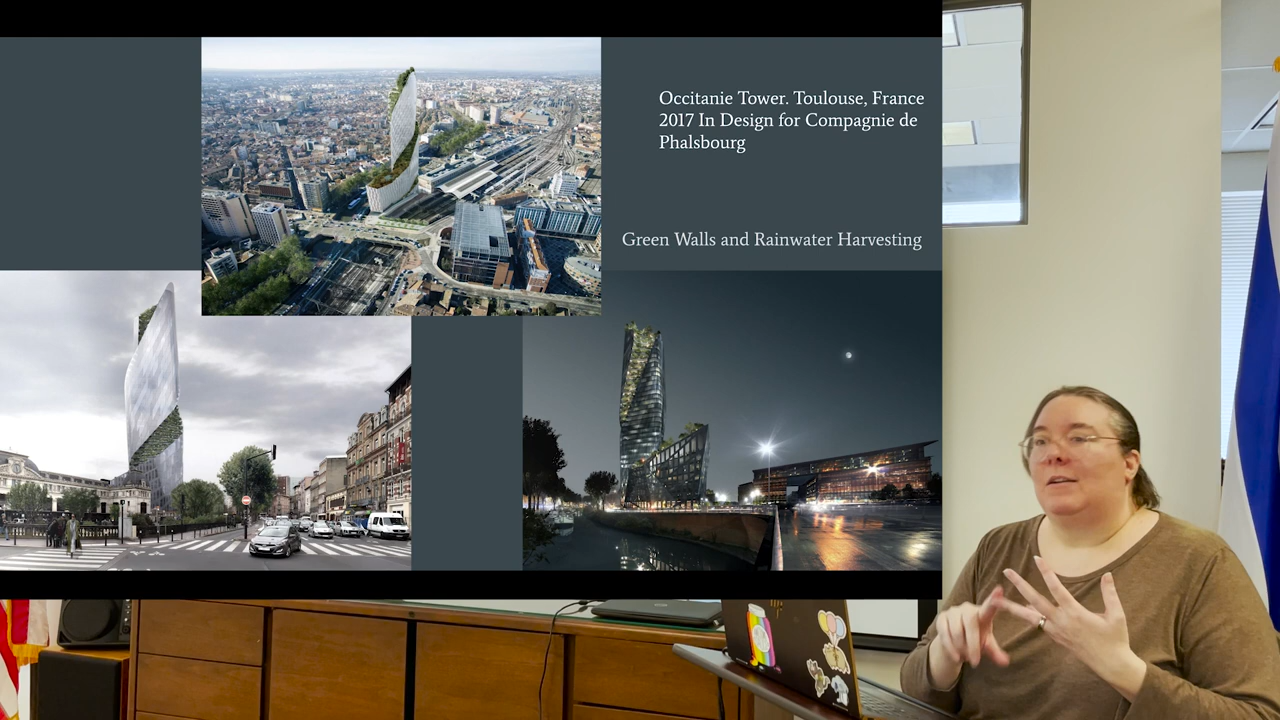 Occitanie Tower. Toulouse, France
2017 In Design for Compagnie de
Phalsbourg
Green Walls and Rainwater Harvesting